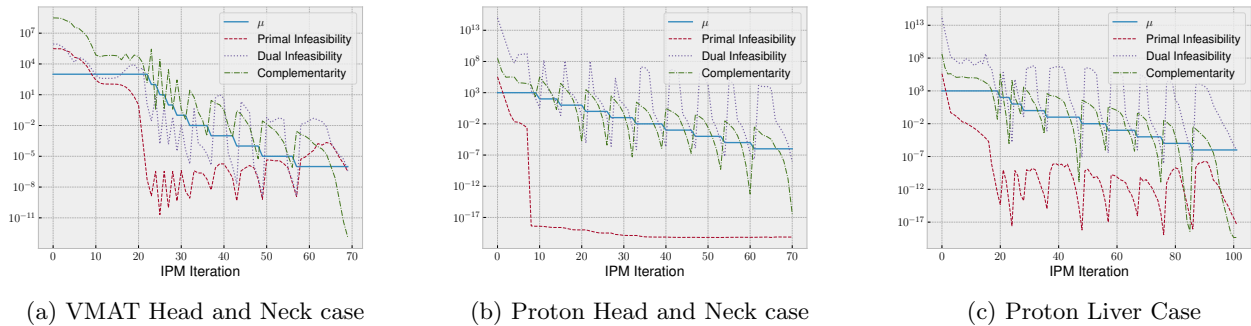 10^7
10^4
10^1
10^{-2}
10^{-5}
10^{-8}
10^{-11}
0 10 20 30 40 50 60 70
IPM Iteration
μ
Primal Infeasibility
Dual Infeasibility
Complementarity
(a) VMAT Head and Neck case
10^{13}
10^8
10^3
10^{-2}
10^{-7}
10^{-12}
10^{-17}
0 10 20 30 40 50 60 70
IPM Iteration
μ
Primal Infeasibility
Dual Infeasibility
Complementarity
(b) Proton Head and Neck case
10^{13}
10^8
10^3
10^{-2}
10^{-7}
10^{-12}
10^{-17}
0 20 40 60 80 100
IPM Iteration
μ
Primal Infeasibility
Dual Infeasibility
Complementarity
(c) Proton Liver Case